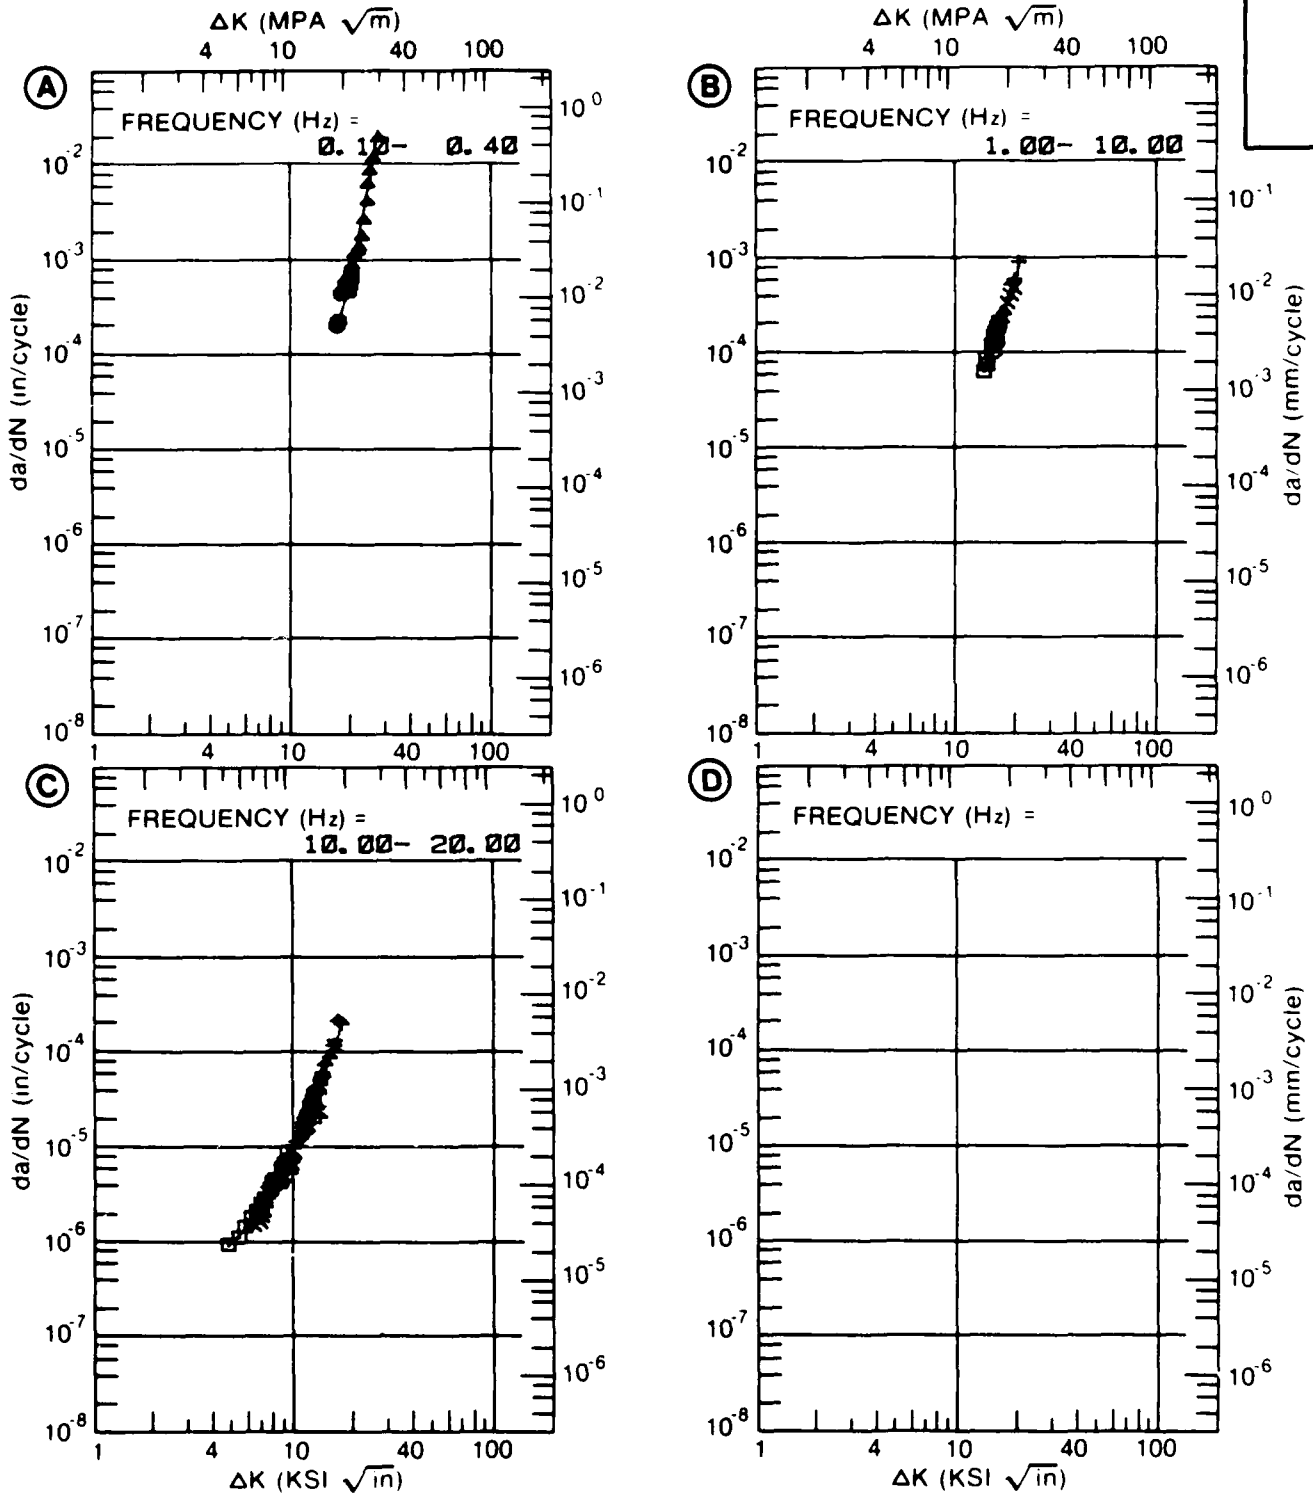 ΔK (MPA √m)
4 10 40 100
A
FREQUENCY (Hz) =
0.10- 0.40
10^0
10^-1
10^-2
10^-3
10^-4
10^-5
10^-6
10^-2
10^-3
10^-4
10^-5
10^-6
10^-7
10^-8
da/dN (in/cycle)
1 4 10 40 100
ΔK (MPA √m)
4 10 40 100
B
FREQUENCY (Hz) =
1.00- 10.00
10^-2
10^-3
10^-4
10^-5
10^-6
10^-7
10^-8
10^-1
10^-2
10^-3
10^-4
10^-5
10^-6
da/dN (mm/cycle)
1 4 10 40 100
C
FREQUENCY (Hz) =
10.00- 20.00
10^-2
10^-3
10^-4
10^-5
10^-6
10^-7
10^-8
10^0
10^-1
10^-2
10^-3
10^-4
10^-5
10^-6
da/dN (in/cycle)
1 4 10 40 100
ΔK (KSI √in)
D
FREQUENCY (Hz) =
10^-2
10^-3
10^-4
10^-5
10^-6
10^-7
10^-8
10^0
10^-1
10^-2
10^-3
10^-4
10^-5
10^-6
da/dN (mm/cycle)
1 4 10 40 100
ΔK (KSI √in)